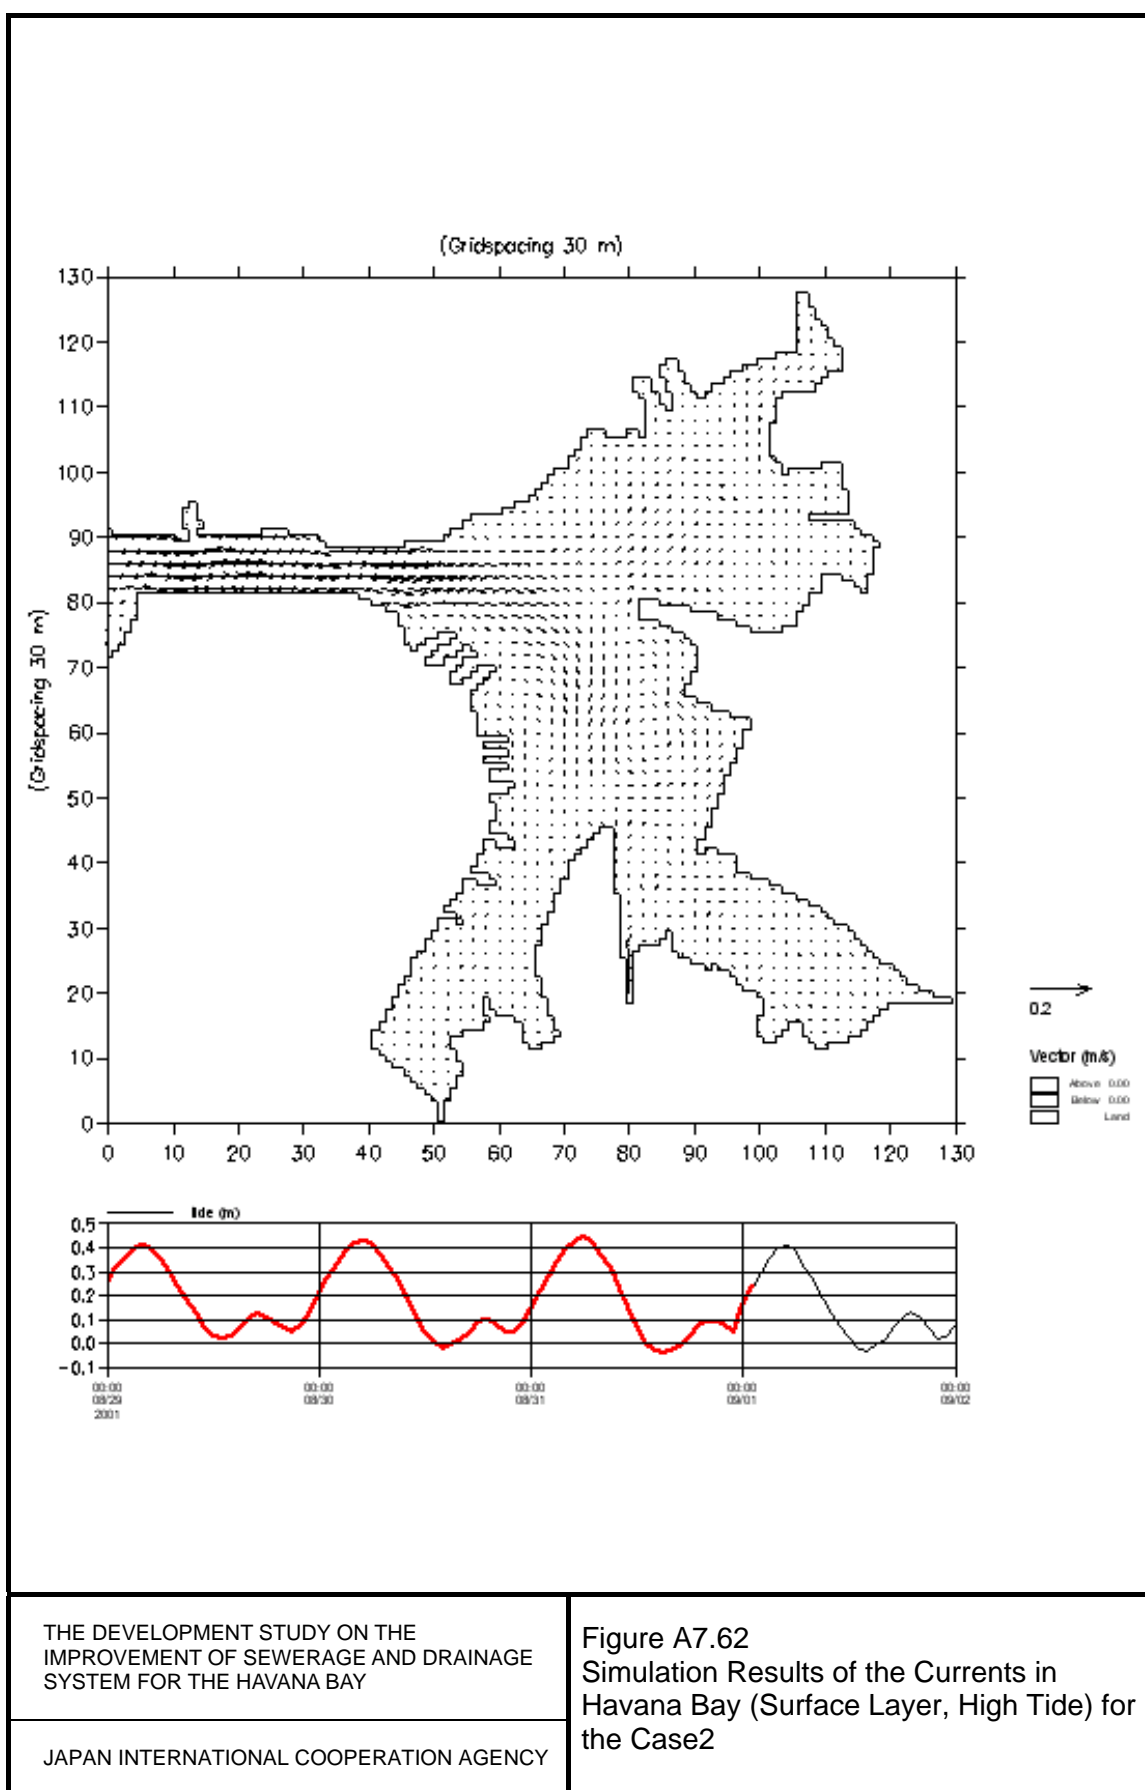 (Gridspacing 30 m)
130
120
110
100
90
80
70
60
50
40
30
20
10
0
(Gridspacing 30 m)
0 10 20 30 40 50 60 70 80 90 100 110 120 130
0.2
Vector (m/s)
Above 0.00
Below 0.00
Land
tide (m)
0.5
0.4
0.3
0.2
0.1
0.0
-0.1
00:00 00:00 00:00 00:00 00:00
08/29 08/30 08/31 09/01 09/02
2001
THE DEVELOPMENT STUDY ON THE
IMPROVEMENT OF SEWERAGE AND DRAINAGE
SYSTEM FOR THE HAVANA BAY
JAPAN INTERNATIONAL COOPERATION AGENCY
Figure A7.62
Simulation Results of the Currents in
Havana Bay (Surface Layer, High Tide) for
the Case2